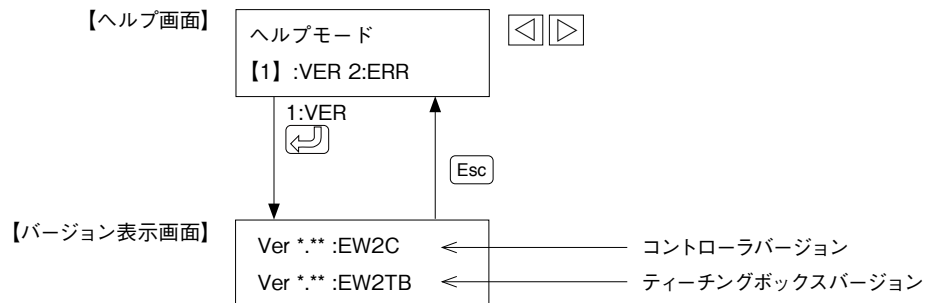 【ヘルプ画面】
ヘルプモード
【1】:VER 2:ERR
1:VER
Esc
【バージョン表示画面】
Ver *.** :EW2C
コントローラバージョン
Ver *.** :EW2TB
ティーチングボックスバージョン